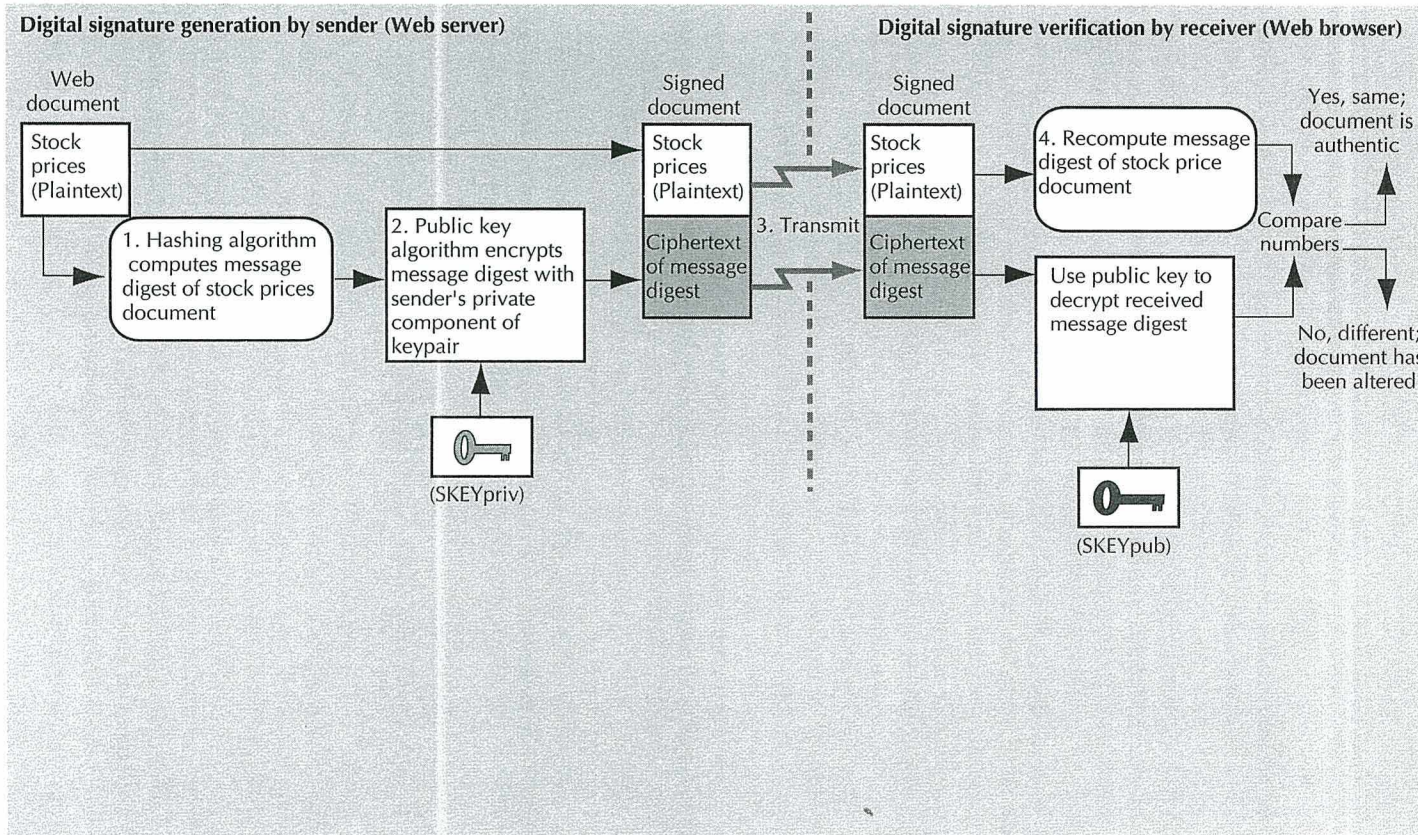 Digital signature generation by sender (Web server)
Digital signature verification by receiver (Web browser)
Web
document
Stock
prices
(Plaintext)
1. Hashing algorithm
computes message
digest of stock prices
document
2. Public key
algorithm encrypts
message digest with
sender's private
component of
keypair
(SKEYpriv)
Signed
document
Stock
prices
(Plaintext)
Ciphertext
of message
digest
3. Transmit
Signed
document
Stock
prices
(Plaintext)
Ciphertext
of message
digest
4. Recompute message
digest of stock price
document
Use public key to
decrypt received
message digest
(SKEYpub)
Compare
numbers
Yes, same;
document is
authentic
No, different;
document has
been altered